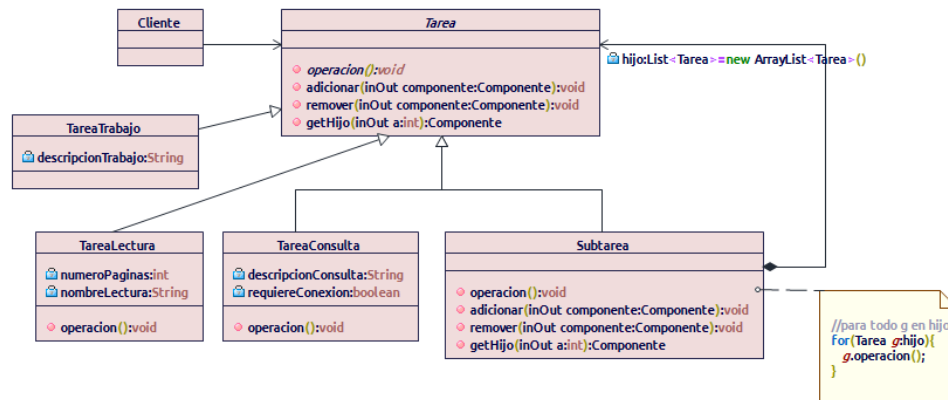 Cliente
Tarea
operacion():void
adicionar(inOut componente:Componente):void
remover(inOut componente:Componente):void
getHijo(inOut a:int):Componente
hijo:List<Tarea>=new ArrayList<Tarea>()
TareaTrabajo
descripcionTrabajo:String
TareaLectura
numeroPaginas:int
nombreLectura:String
operacion():void
TareaConsulta
descripcionConsulta:String
requiereConexion:boolean
operacion():void
Subtarea
operacion():void
adicionar(inOut componente:Componente):void
remover(inOut componente:Componente):void
getHijo(inOut a:int):Componente
//para todo g en hijo
for(Tarea g:hijo){
g.operacion();
}